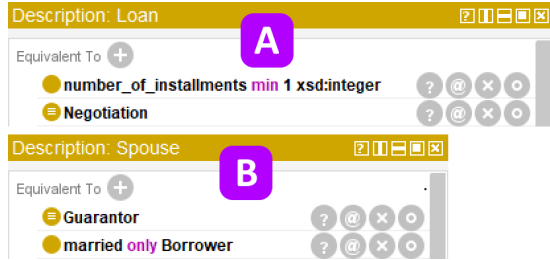 Description: Loan
A
Equivalent To
number_of_installments min 1 xsd:integer
Negotiation
Description: Spouse
B
Equivalent To
Guarantor
married only Borrower